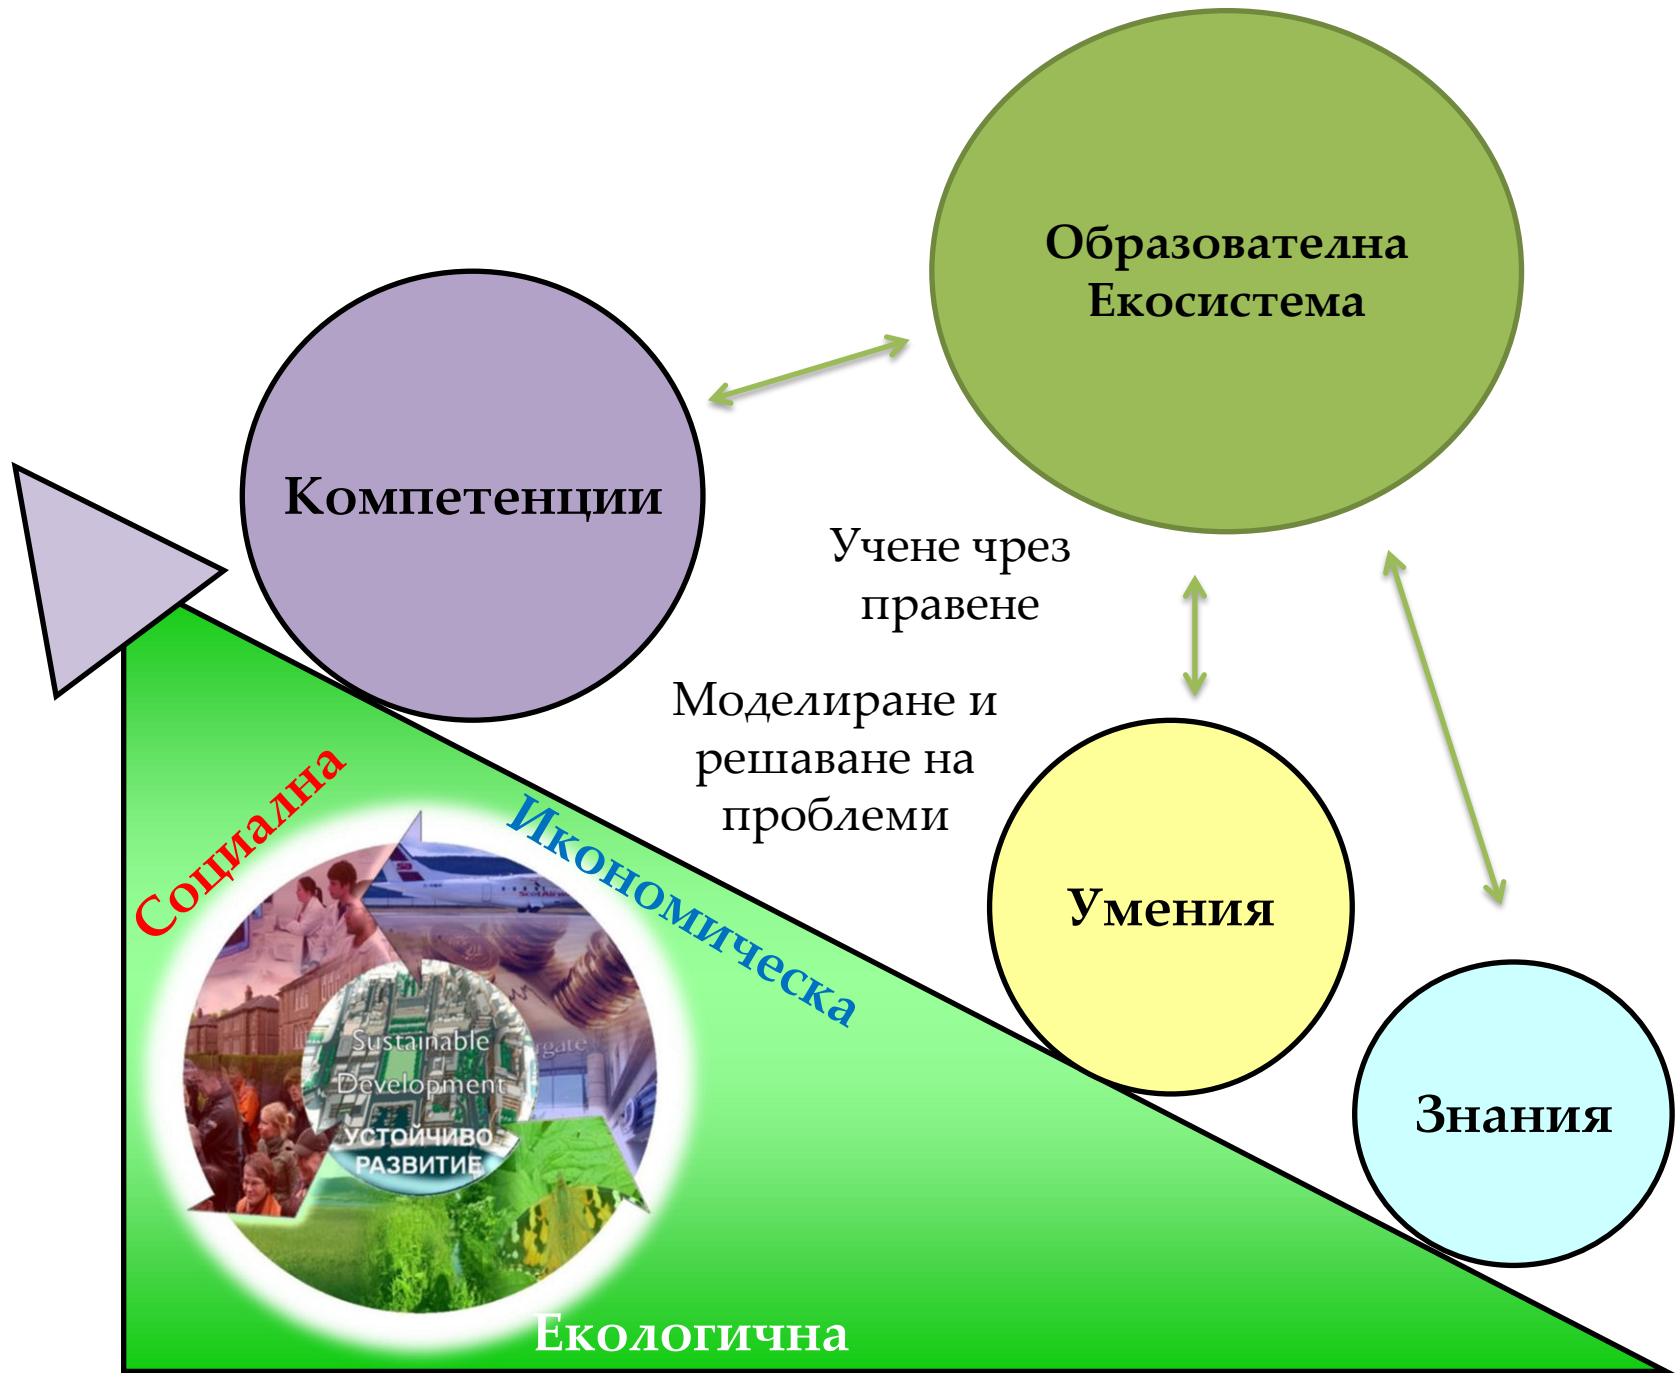 Образователна
Екосистема
Компетенции
Учене чрез
правене
Моделиране и
решаване на
проблеми
Умения
Знания
Социална
Икономическа
Sustainable
Development
УСТОЙЧИВО
РАЗВИТИЕ
Екологична